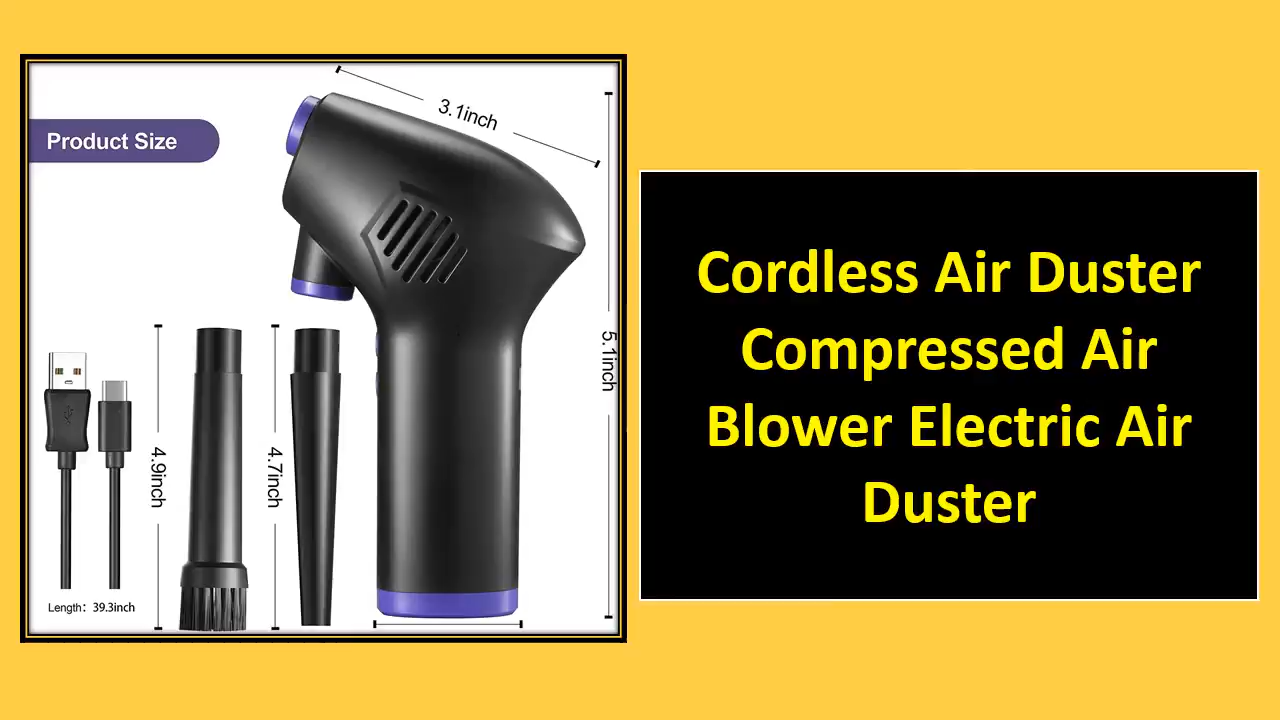 Product Size
3.1inch
5.1inch
4.9inch
4.7inch
Length: 39.3inch
Cordless Air Duster
Compressed Air
Blower Electric Air
Duster